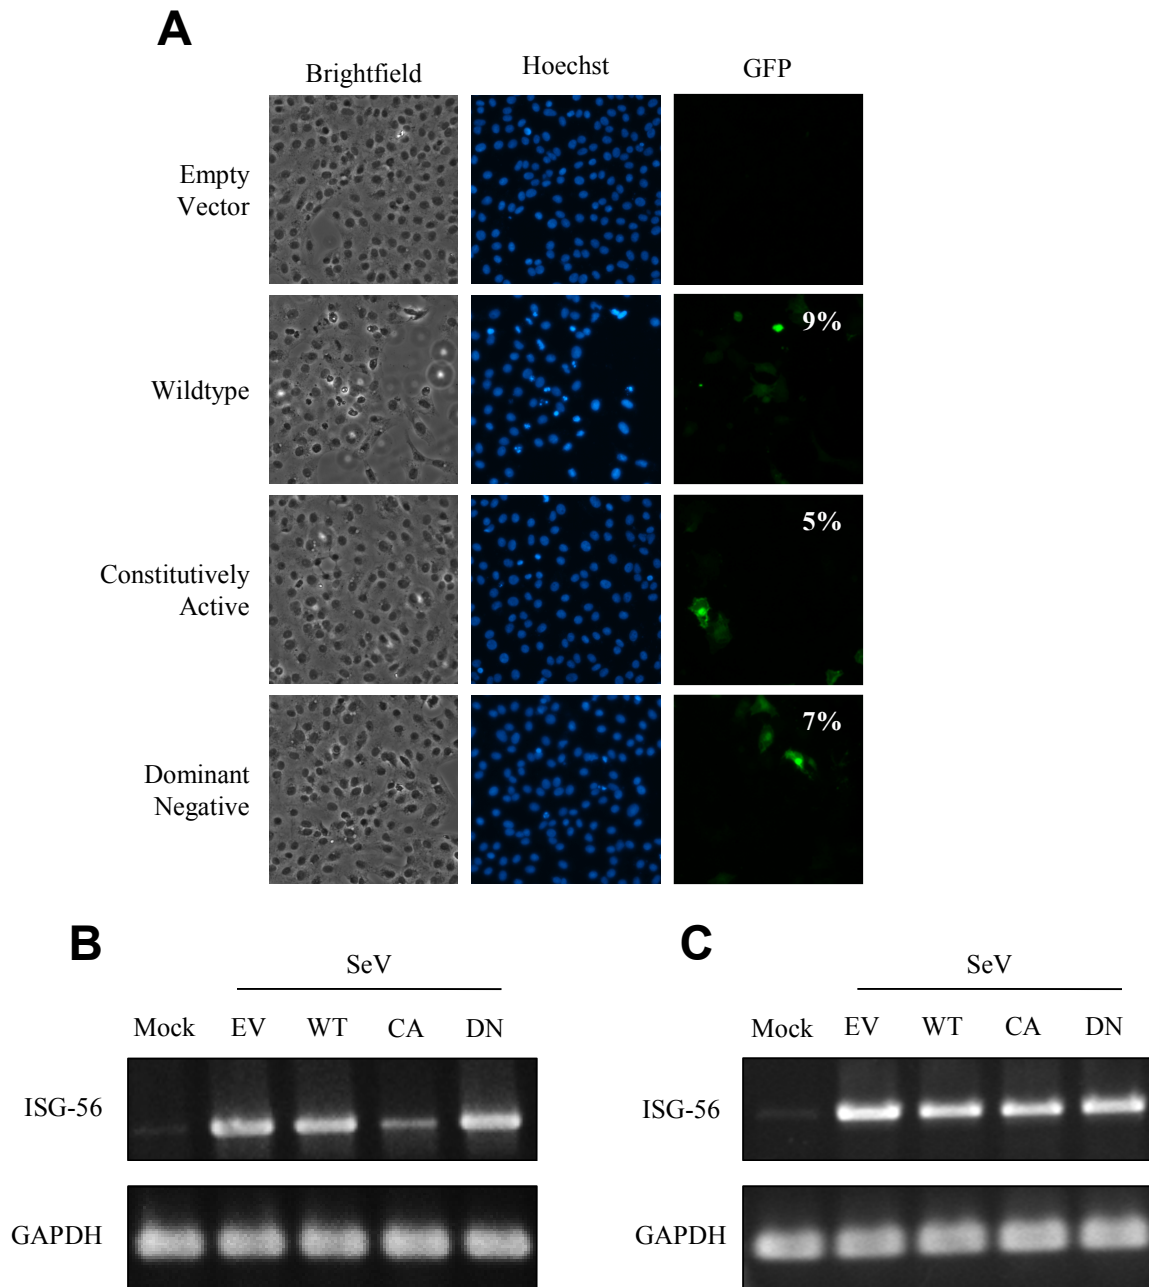 A
Brightfield
Hoechst
GFP
Empty
Vector
Wildtype
9%
Constitutively
Active
5%
Dominant
Negative
7%
B
SeV
Mock
EV
WT
CA
DN
ISG-56
GAPDH
C
SeV
Mock
EV
WT
CA
DN
ISG-56
GAPDH